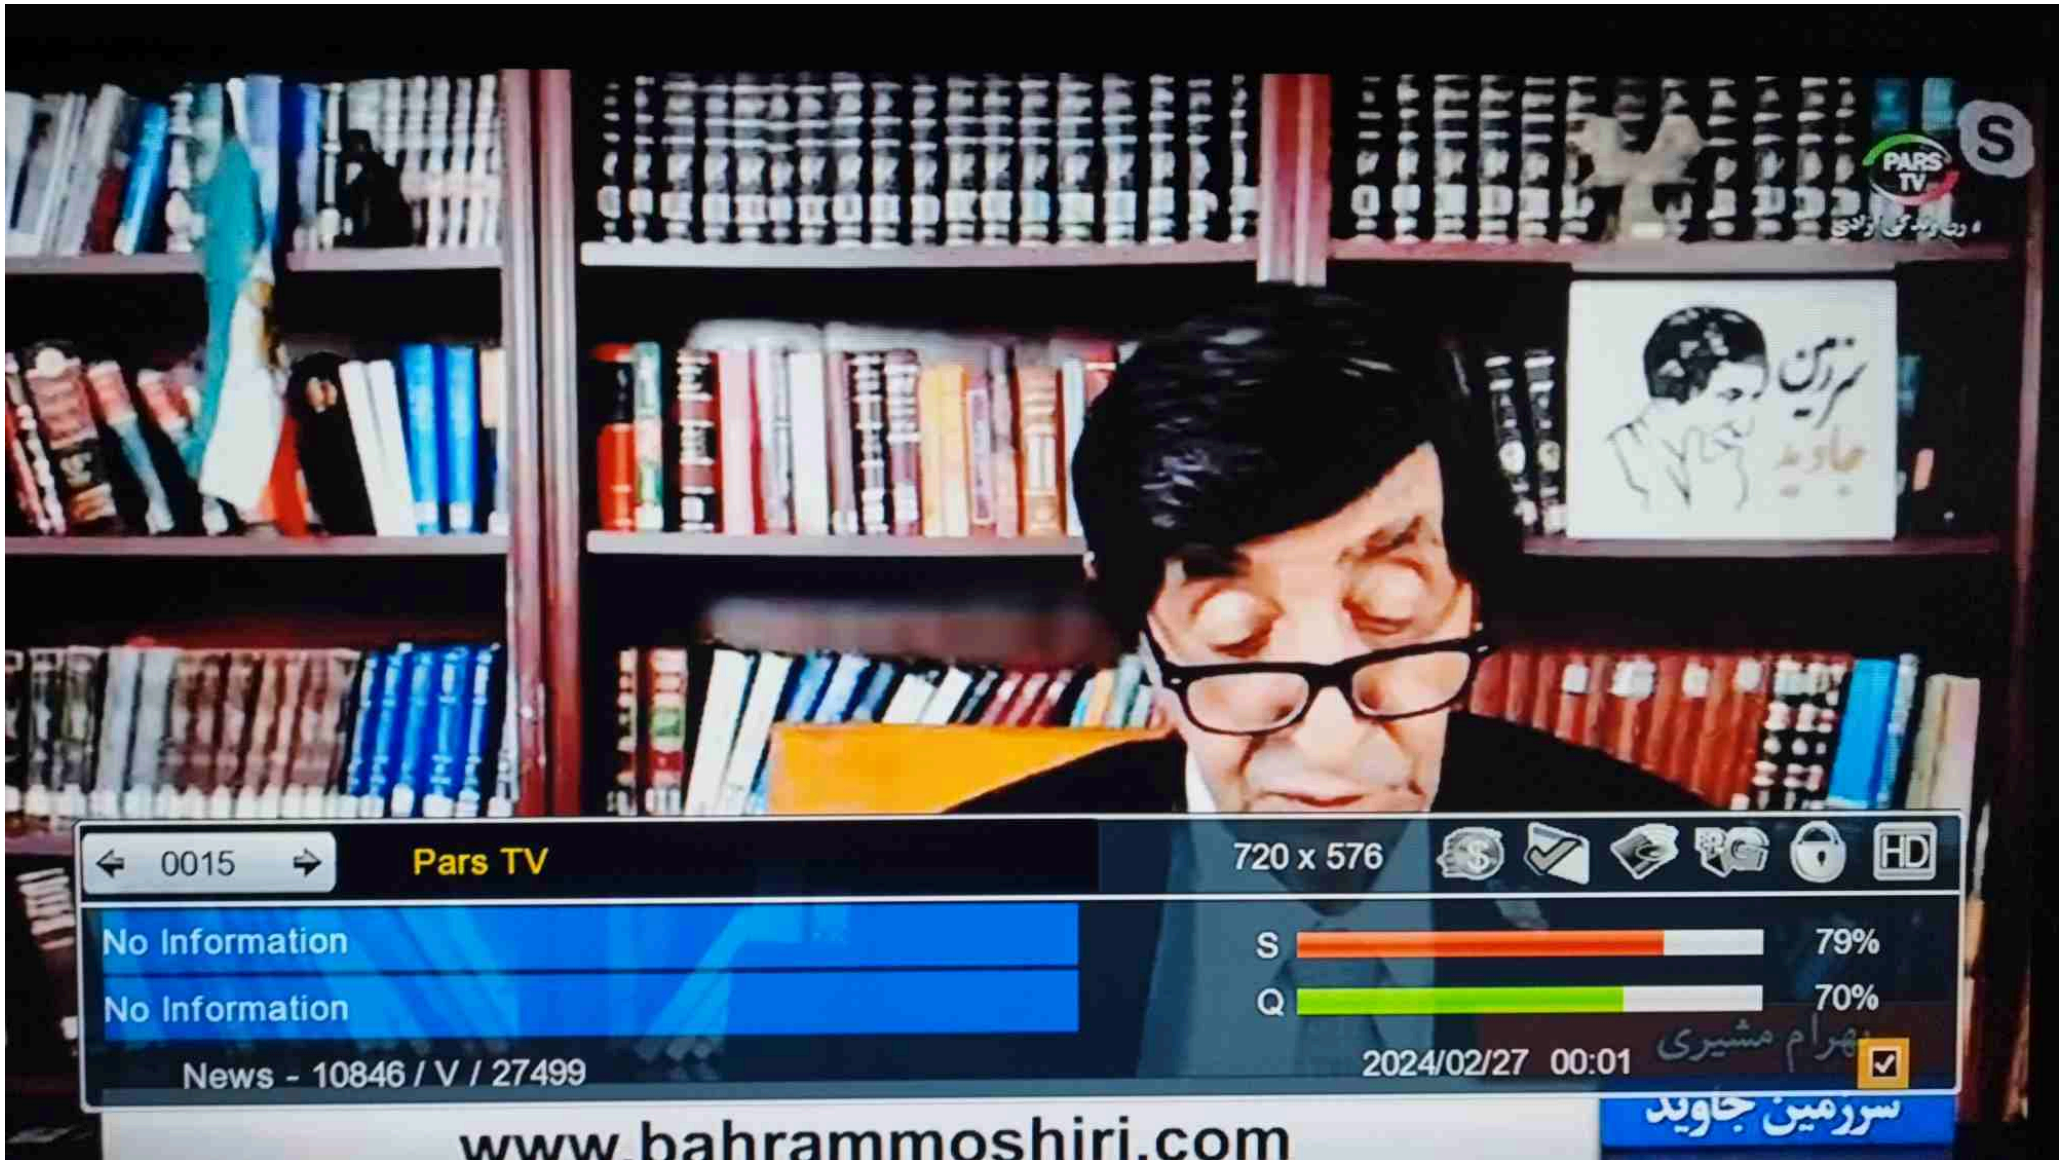 S
PARS
TV
سرزمین
جاوید
0015
Pars TV
720 x 576
HD
No Information
S
79%
No Information
Q
70%
بهرام مشیری
News - 10846 / V / 27499
2024/02/27 00:01
سرزمین جاوید
www.bahrammoshiri.com